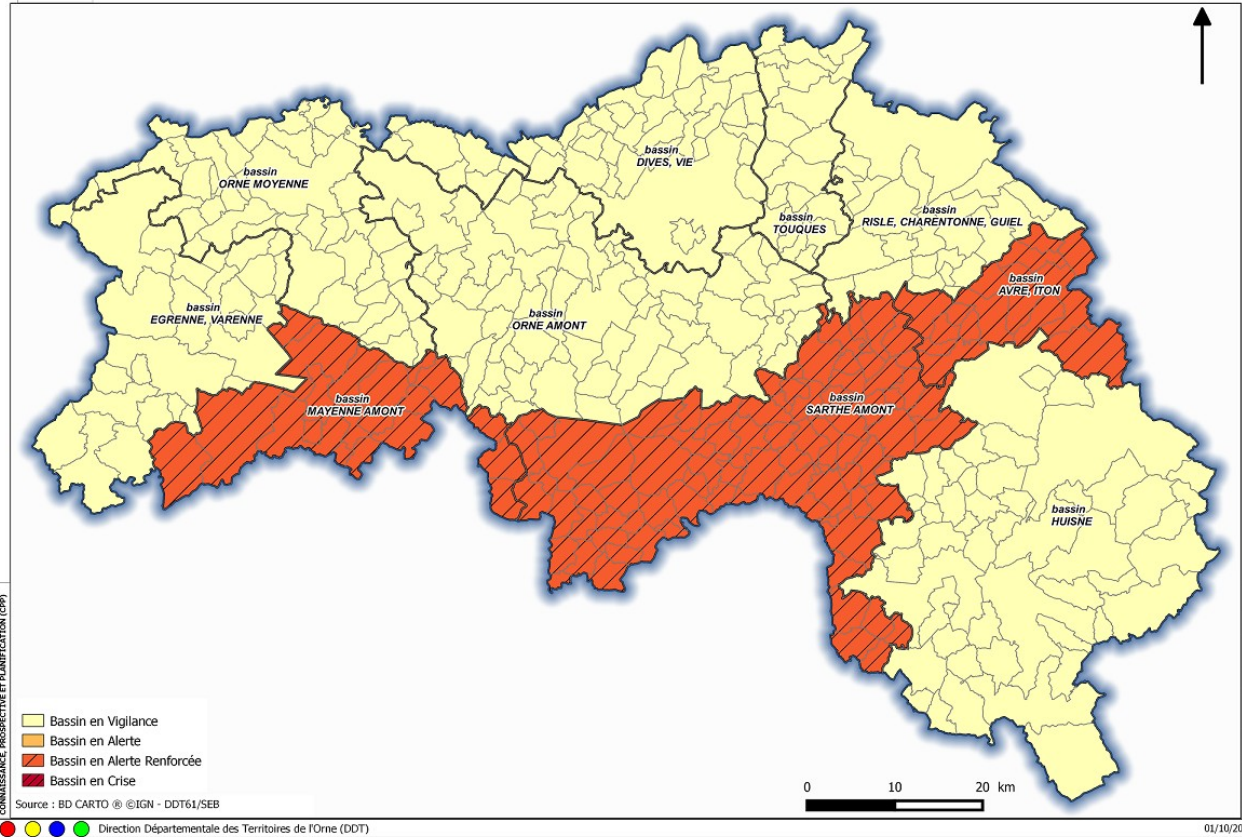 bassin
DIVES, VIE
bassin
ORNE MOYENNE
bassin
TOUQUES
bassin
RISLE, CHARENTONNE, GUIEL
bassin
AVRE, ITON
bassin
EGRENNE, VARENNE
bassin
ORNE AMONT
bassin
MAYENNE AMONT
bassin
SARTHE AMONT
bassin
HUISNE
CONNAISSANCE, PROSPECTIVE ET PLANIFICATION (CPP)
Bassin en Vigilance
Bassin en Alerte
Bassin en Alerte Renforcée
Bassin en Crise
Source : BD CARTO ® ©IGN - DDT61/SEB
0 10 20 km
Direction Départementale des Territoires de l'Orne (DDT)
01/10/20